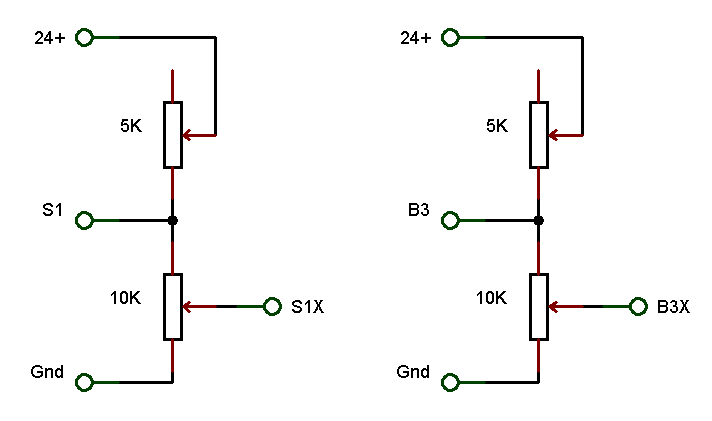 24+
5K
S1
10K
S1X
Gnd
24+
5K
B3
10K
B3X
Gnd